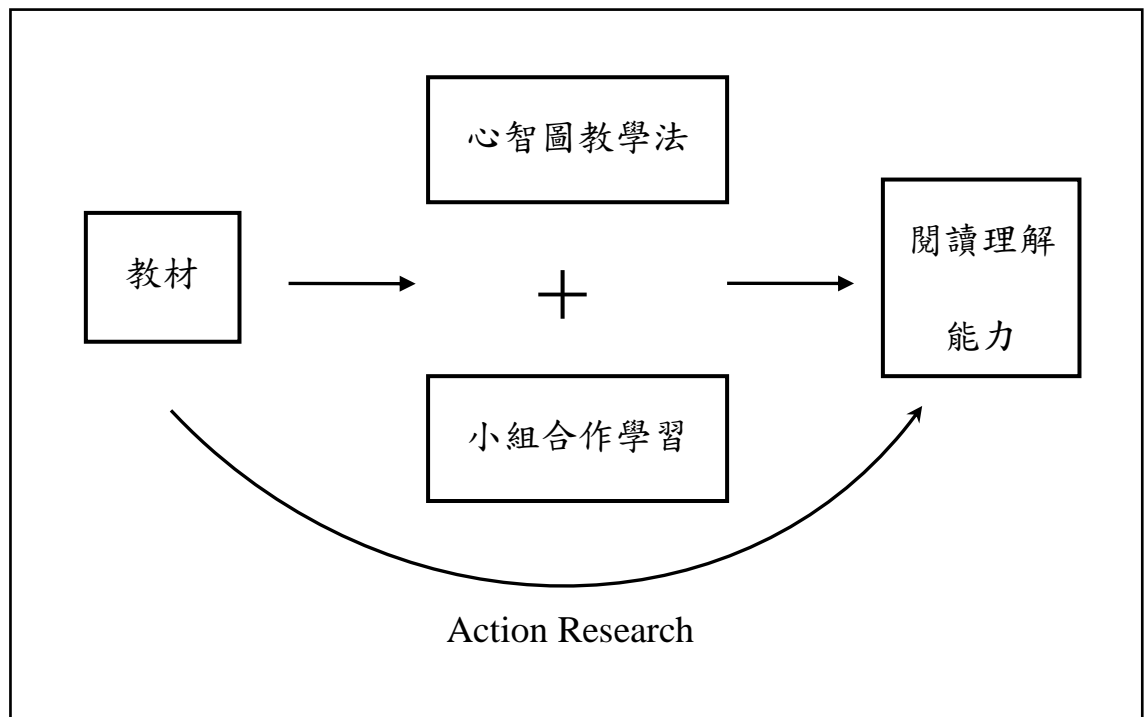 心智圖教學法
教材
+
閱讀理解
能力
小組合作學習
Action Research